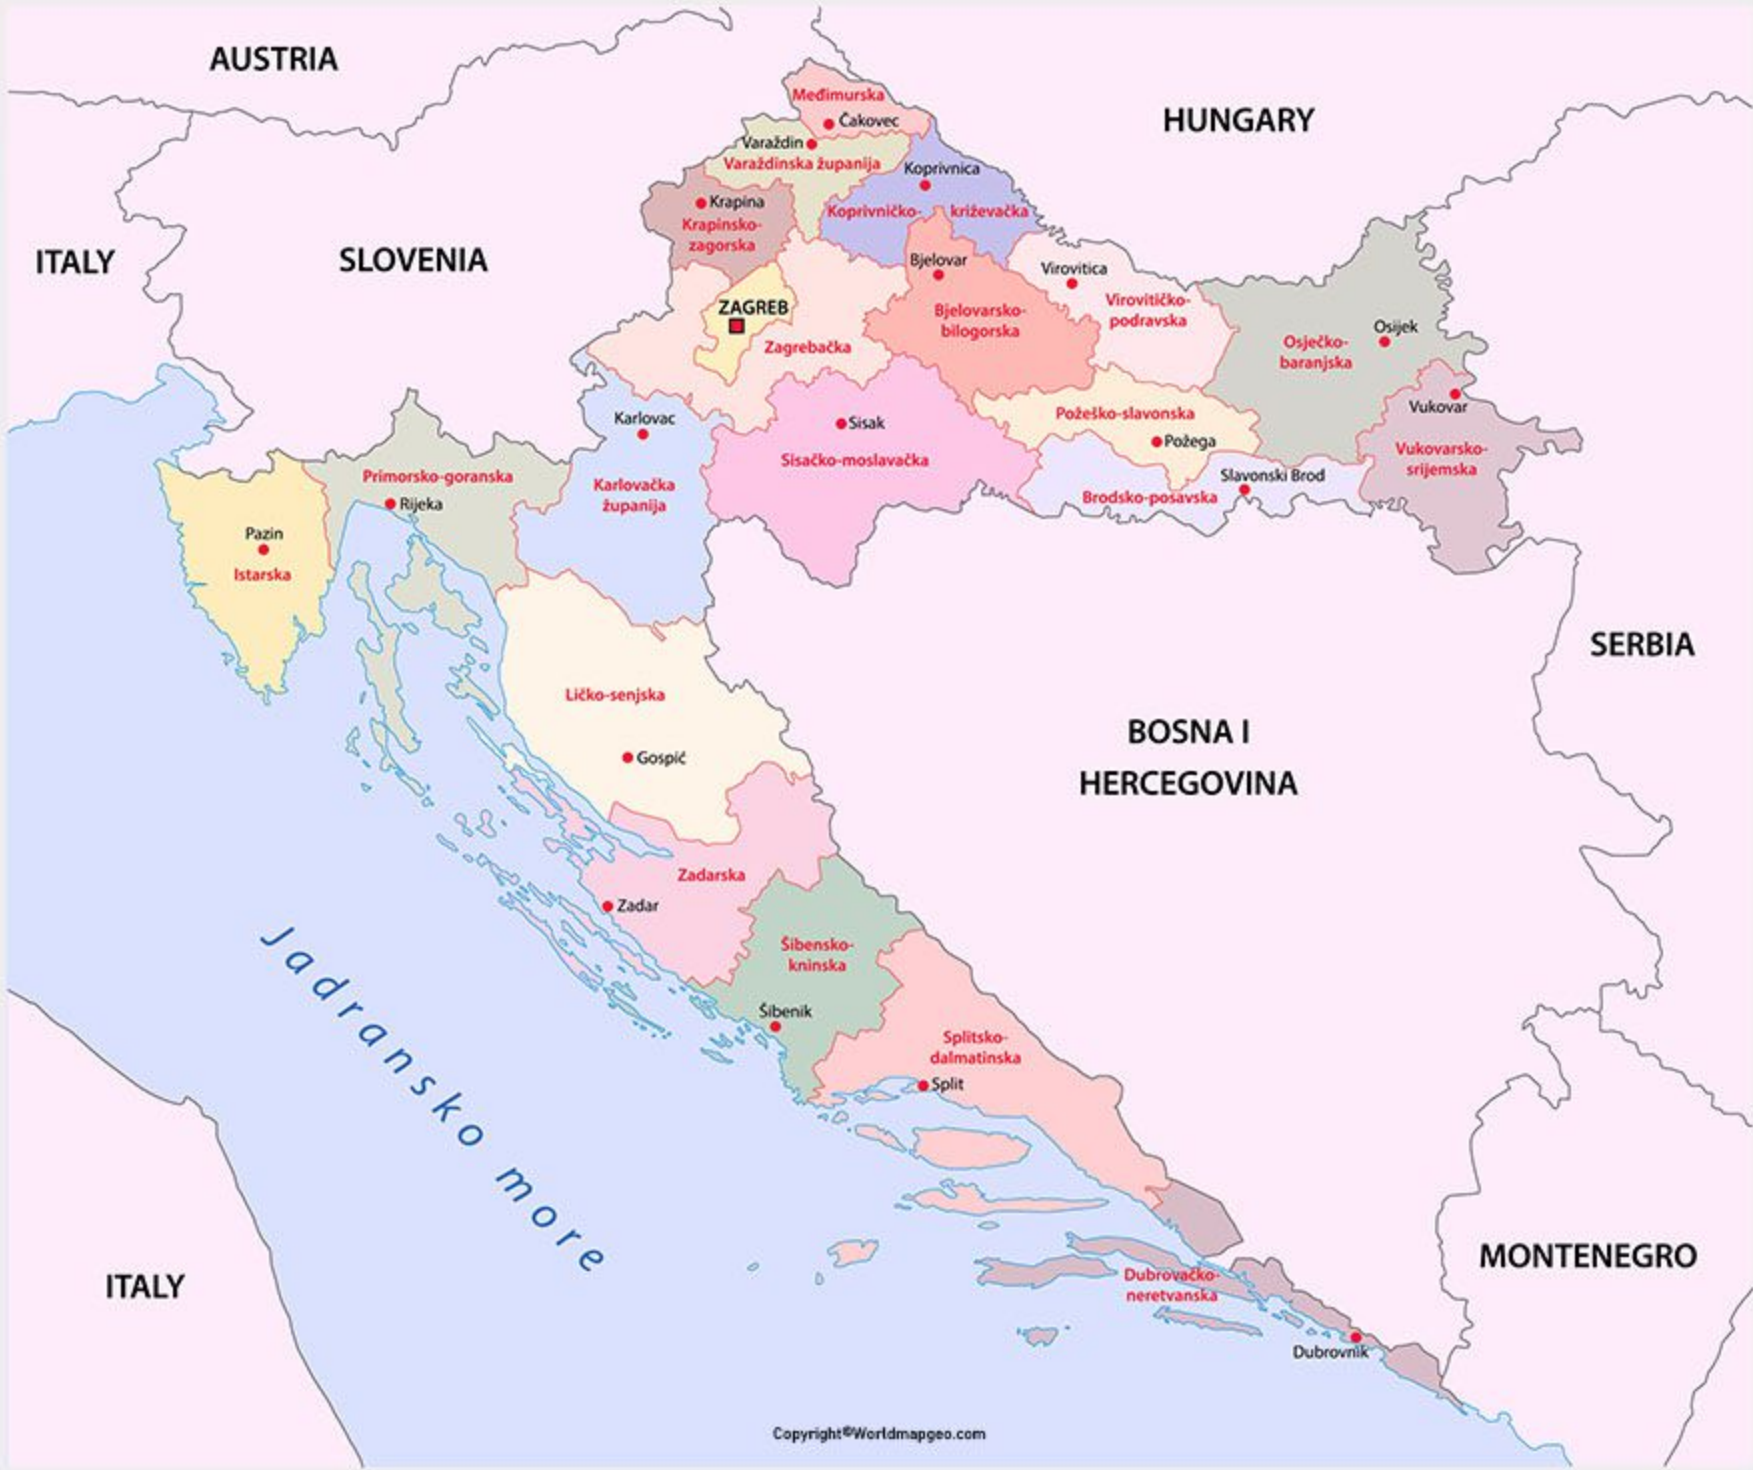 AUSTRIA
HUNGARY
ITALY
SLOVENIA
Međimurska
Čakovec
Varaždin
Varaždinska županija
Koprivnica
Koprivničko- križevačka
Krapina
Krapinsko-
zagorska
Bjelovar
Bjelovarsko-
bilogorska
Virovitica
Virovitičko-
podravska
ZAGREB
Zagrebačka
Osijek
Osječko-
baranjska
Vukovar
Vukovarsko-
srijemska
Požeško-slavonska
Požega
Slavonski Brod
Brodsko-posavska
Sisak
Sisačko-moslavačka
Karlovac
Karlovačka
županija
Primorsko-goranska
Rijeka
Pazin
Istarska
Ličko-senjska
Gospić
SERBIA
BOSNA I
HERCEGOVINA
Zadarska
Zadar
Šibensko-
kninska
Šibenik
Splitsko-
dalmatinska
Split
Jadransko more
MONTENEGRO
ITALY
Dubrovačko-
neretvanska
Dubrovnik
Copyright©Worldmapgeo.com